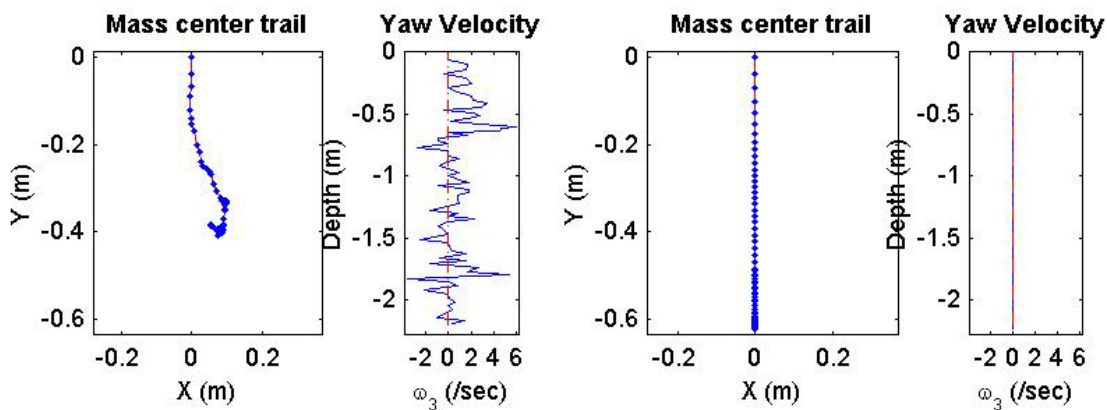 Mass center trail
Yaw Velocity
Mass center trail
Yaw Velocity
0
-0.2
-0.4
-0.6
Y (m)
-0.2 0 0.2
X (m)
0
-0.5
-1
-1.5
-2
Depth (m)
-2 0 2 4 6
ω_3 (/sec)
0
-0.2
-0.4
-0.6
Y (m)
-0.2 0 0.2
X (m)
0
-0.5
-1
-1.5
-2
Depth (m)
-2 0 2 4 6
ω_3 (/sec)